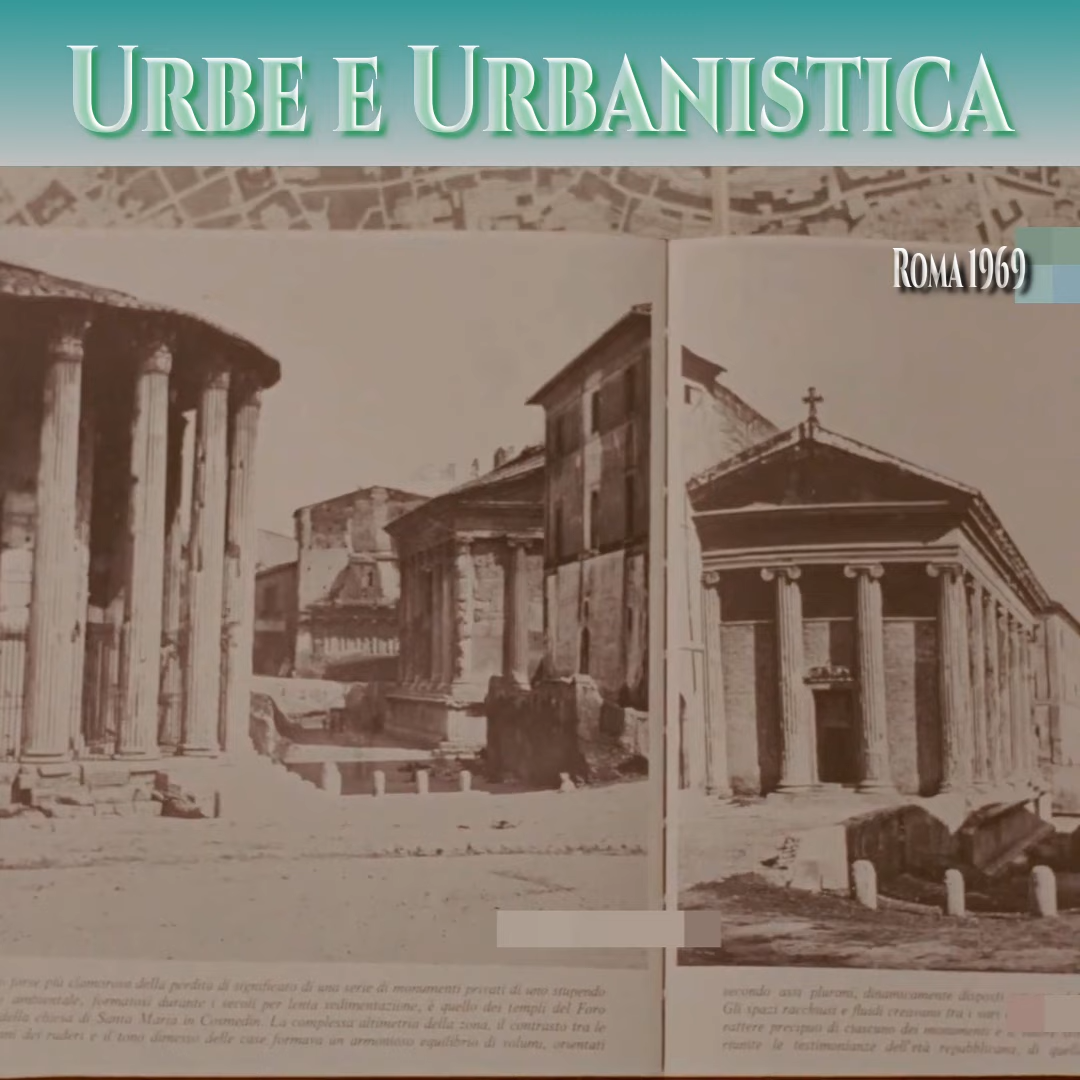 URBE E URBANISTICA
ROMA 1969
forse più clamoroso della perdita di significato di una serie di monumenti privati di uno stupendo
ambientale, formatosi durante i secoli per lenta sedimentazione, è quello dei templi del Foro
della chiesa di Santa Maria in Cosmedin. La complessa altimetria della zona, il contrasto tra le
dei ruderi e il tono dimesso delle case formava un armonioso equilibrio di volumi, orientati
secondo assi plurimi, dinamicamente disposti
Gli spazi racchiusi e fluidi creavano tra i vari
rattere precipuo di ciascuno dei monumenti e
riunite le testimonianze dell'età repubblicana, di